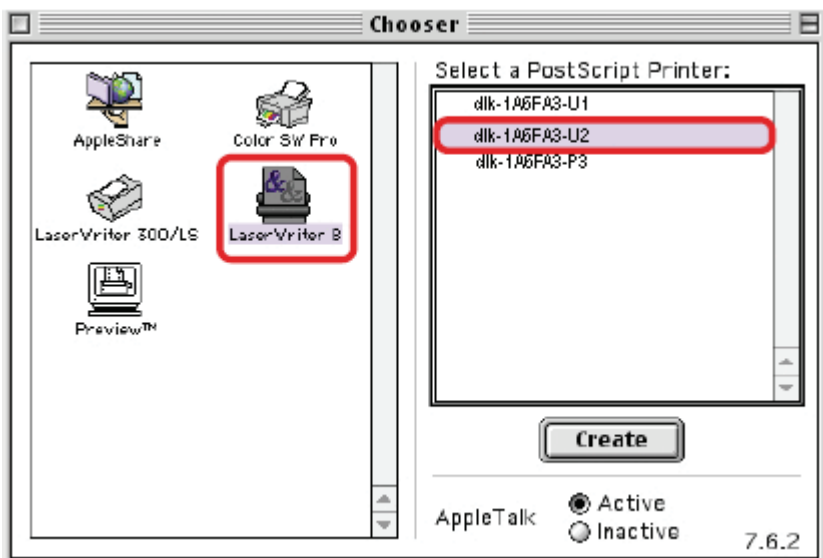 Chooser
AppleShare
Color SW Pro
LaserWriter 300/LS
LaserWriter 8
Preview™
Select a PostScript Printer:
dlk-1A6FA3-U1
dlk-1A6FA3-U2
dlk-1A6FA3-P3
Create
AppleTalk
Active
Inactive
7.6.2